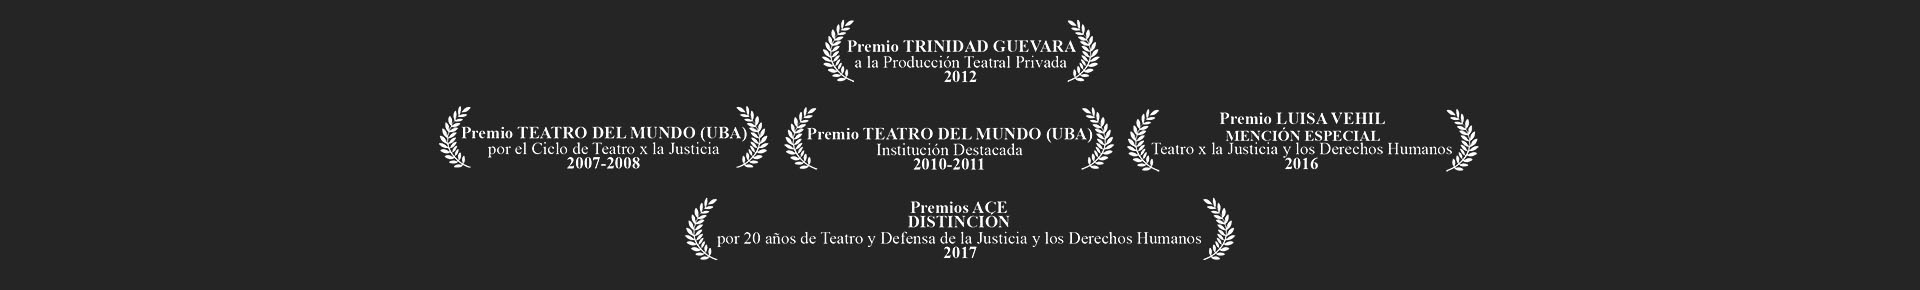 Premio TRINIDAD GUEVARA
a la Producción Teatral Privada
2012
Premio TEATRO DEL MUNDO (UBA)
por el Ciclo de Teatro x la Justicia
2007-2008
Premio TEATRO DEL MUNDO (UBA)
Institución Destacada
2010-2011
Premio LUISA VEHIL
MENCIÓN ESPECIAL
Teatro x la Justicia y los Derechos Humanos
2016
Premios ACE
DISTINCIÓN
por 20 años de Teatro y Defensa de la Justicia y los Derechos Humanos
2017